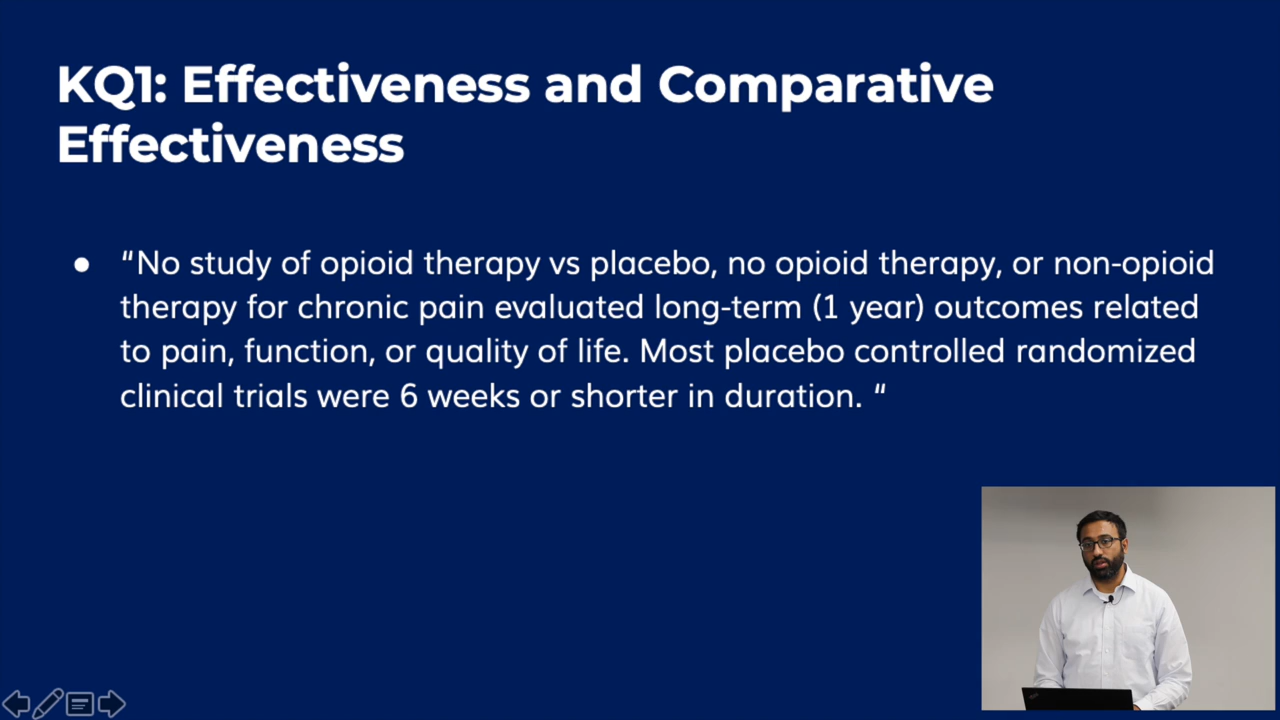 KQ1: Effectiveness and Comparative
Effectiveness
● “No study of opioid therapy vs placebo, no opioid therapy, or non-opioid
therapy for chronic pain evaluated long-term (1 year) outcomes related
to pain, function, or quality of life. Most placebo controlled randomized
clinical trials were 6 weeks or shorter in duration. “